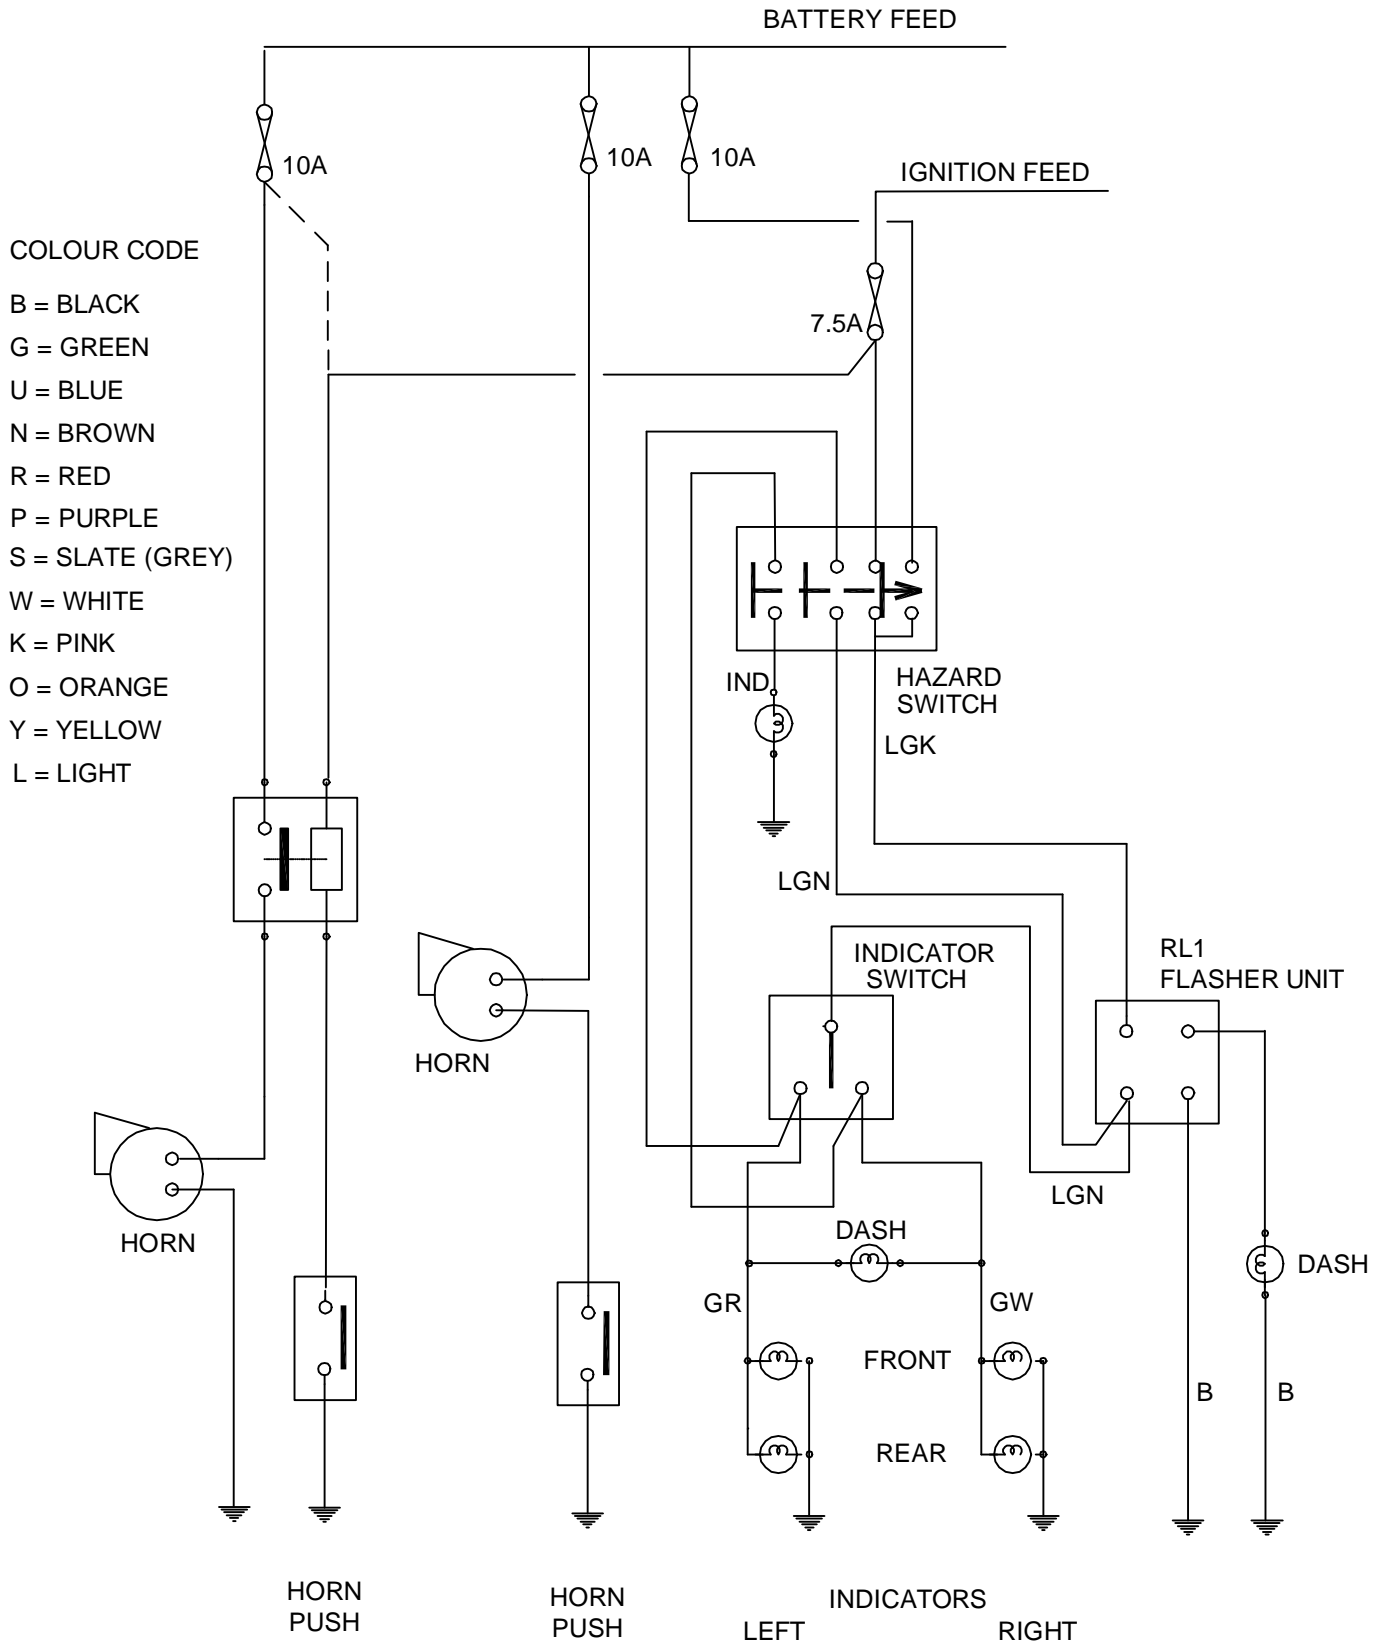 BATTERY FEED
10A
10A
10A
IGNITION FEED
7.5A
COLOUR CODE
B = BLACK
G = GREEN
U = BLUE
N = BROWN
R = RED
P = PURPLE
S = SLATE (GREY)
W = WHITE
K = PINK
O = ORANGE
Y = YELLOW
L = LIGHT
IND
HAZARD
SWITCH
LGK
LGN
INDICATOR
SWITCH
RL1
FLASHER UNIT
HORN
HORN
LGN
DASH
DASH
GR
GW
FRONT
REAR
B
B
HORN
PUSH
HORN
PUSH
INDICATORS
LEFT
RIGHT